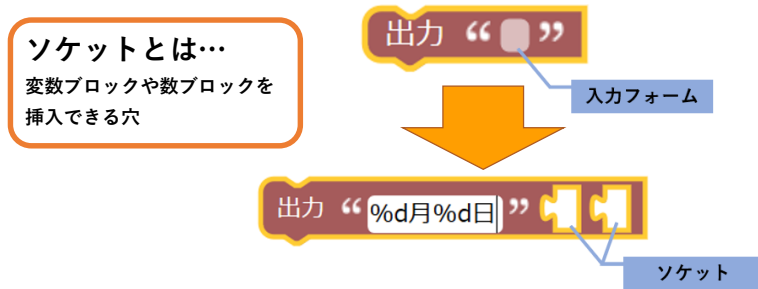 ソケットとは…
変数ブロックや数ブロックを
挿入できる穴
出力 “ ”
入力フォーム
出力 “ %d月%d日 ”
ソケット